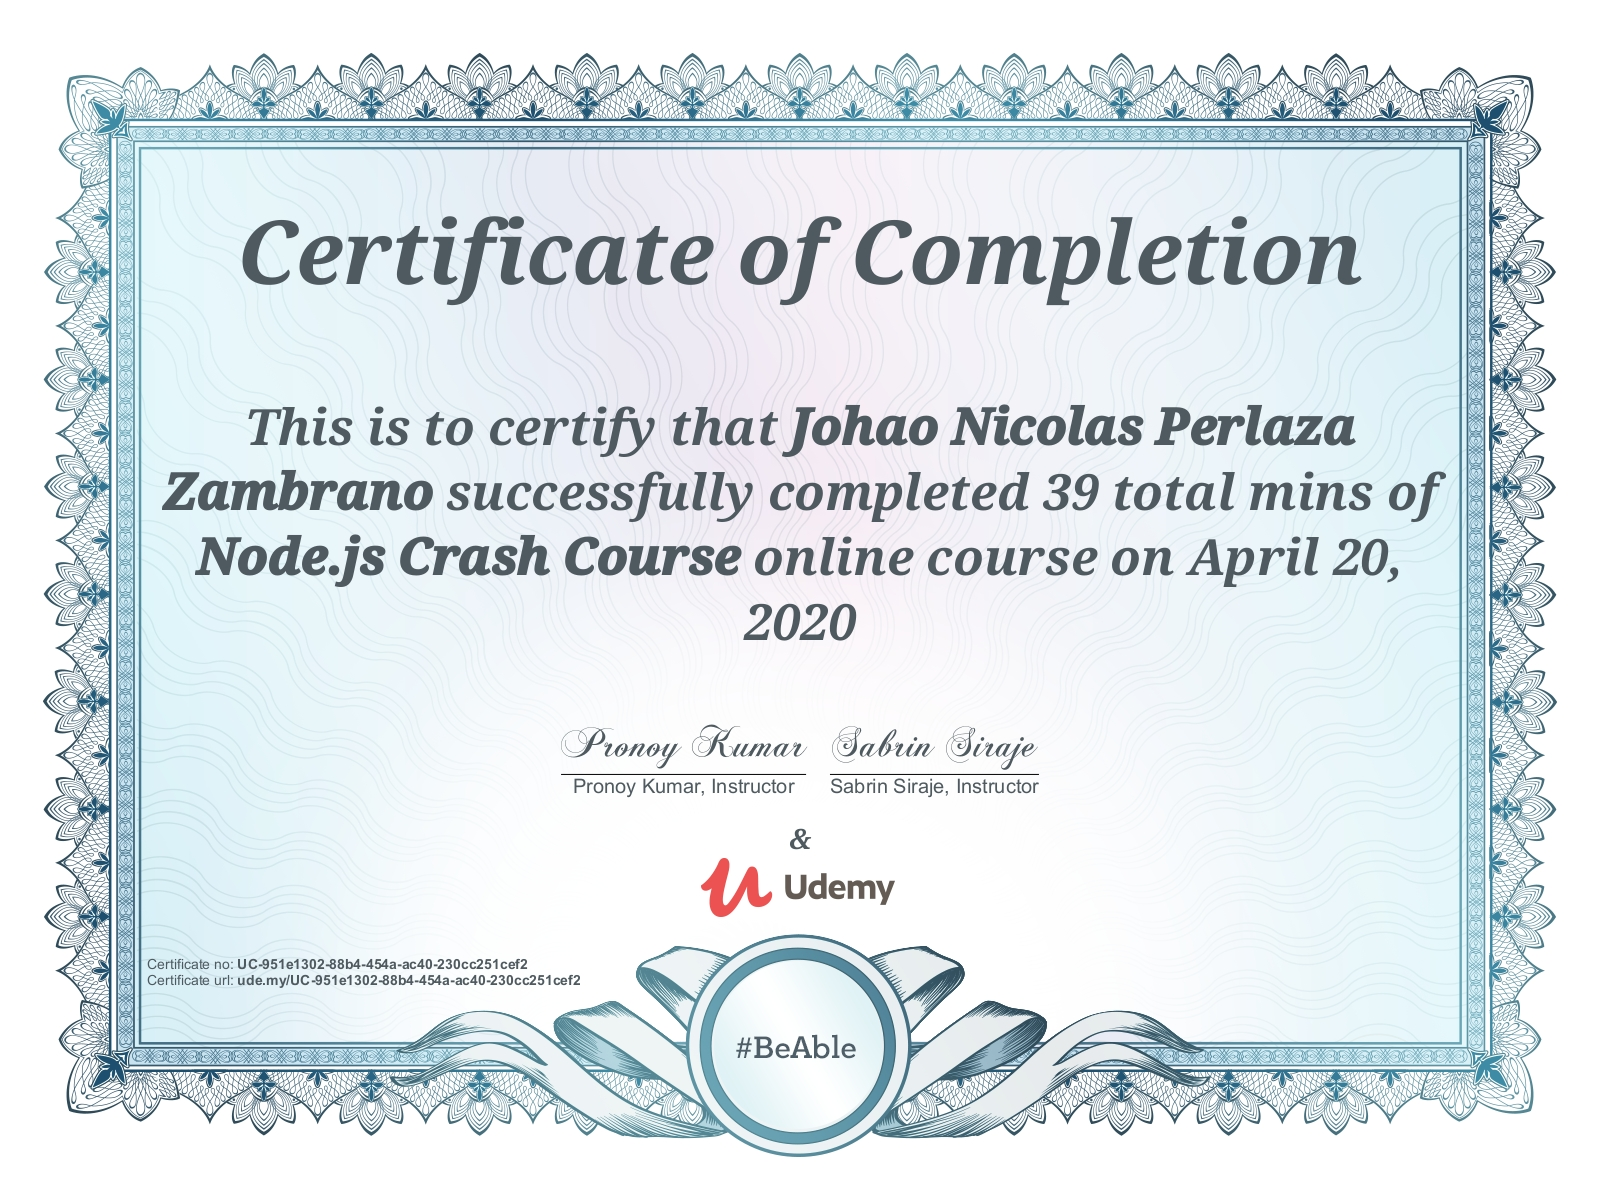 Certificate of Completion
This is to certify that Johao Nicolas Perlaza
Zambrano successfully completed 39 total mins of
Node.js Crash Course online course on April 20,
2020
Pronoy Kumar Sabrin Siraje
Pronoy Kumar, Instructor Sabrin Siraje, Instructor
&
Udemy
Certificate no: UC-951e1302-88b4-454a-ac40-230cc251cef2
Certificate url: ude.my/UC-951e1302-88b4-454a-ac40-230cc251cef2
#BeAble